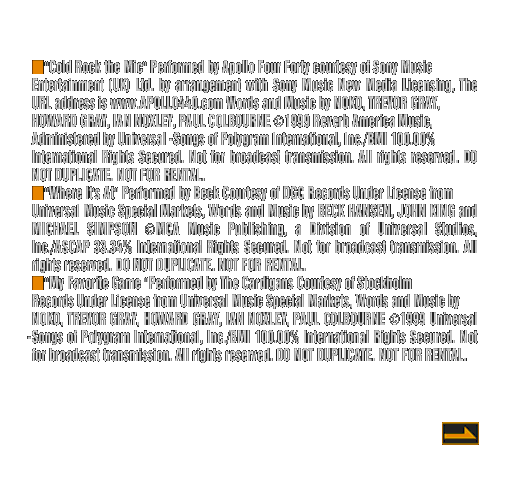 "Cold Rock the Mic" Performed by Apollo Four Forty courtesy of Sony Music
Entertainment (UK) Ltd. by arrangement with Sony Music New Media Licensing, The
URL address is www.APOLLO440.com Words and Music by NOKO, TREVOR GRAY,
HOWARD GRAY, IAN HOXLEY, PAUL COLBOURNE ©1999 Reverb America Music,
Administered by Universal -Songs of Polygram International, Inc./BMI 100.00%
International Rights Secured. Not for broadcast transmission. All rights reserved. DO
NOT DUPLICATE. NOT FOR RENTAL.
"Where It's At" Performed by Beck Courtesy of DGC Records Under License from
Universal Music Special Markets, Words and Music by BECK HANSEN, JOHN KING and
MICHAEL SIMPSON ©MCA Music Publishing, a Division of Universal Studios,
Inc./ASCAP 33.34% International Rights Secured. Not for broadcast transmission. All
rights reserved. DO NOT DUPLICATE. NOT FOR RENTAL.
"My Favorite Game "Performed by The Cardigans Courtesy of Stockholm
Records Under License from Universal Music Special Markets, Words and Music by
NOKO, TREVOR GRAY, HOWARD GRAY, IAN HOXLEY, PAUL COLBOURNE ©1999 Universal
-Songs of Polygram International, Inc./BMI 100.00% International Rights Secured. Not
for broadcast transmission. All rights reserved. DO NOT DUPLICATE. NOT FOR RENTAL.